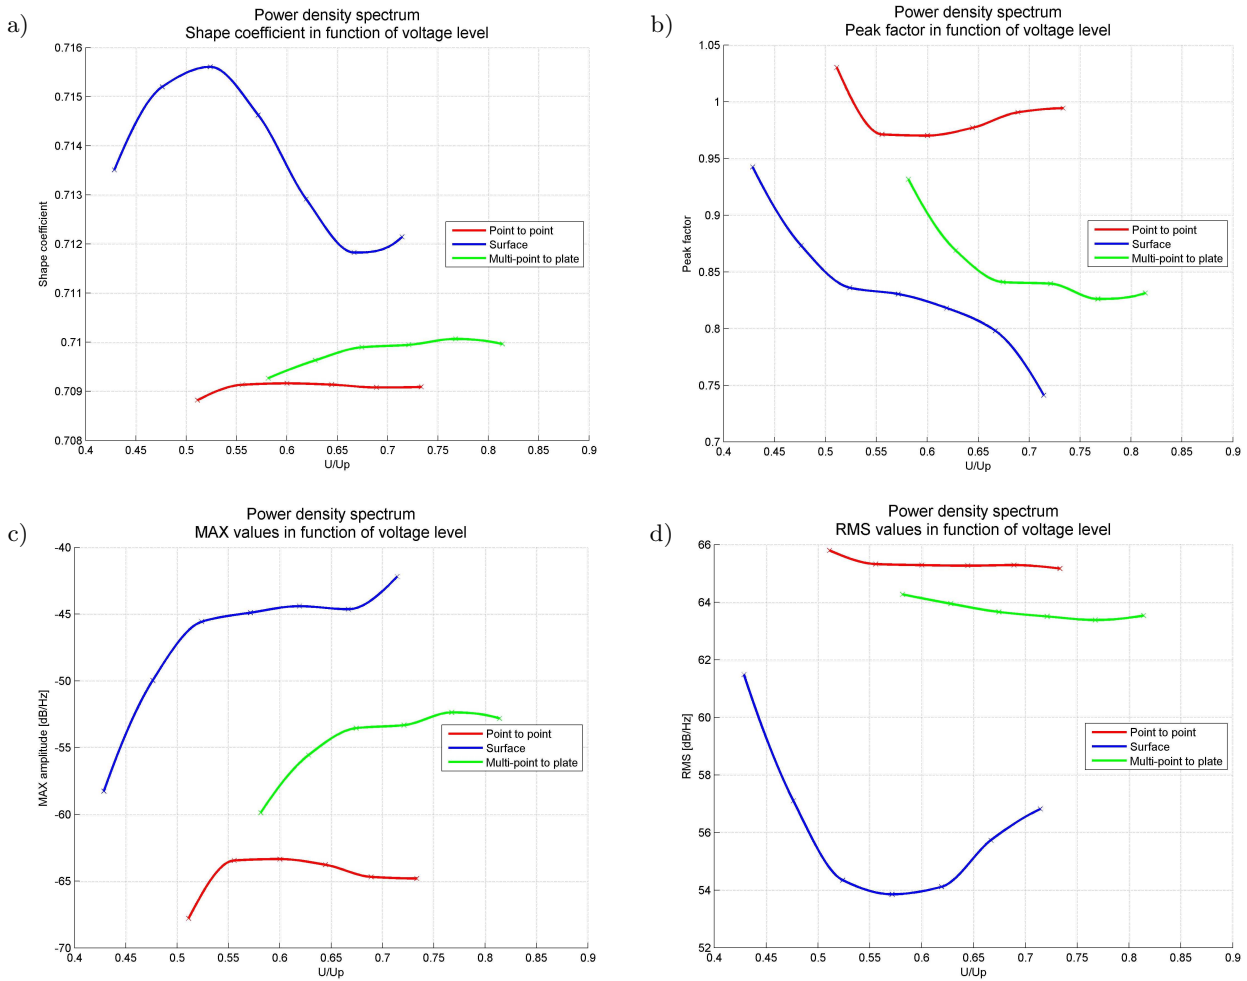 a)
Power density spectrum
Shape coefficient in function of voltage level
0.716
0.715
0.714
0.713
0.712
0.711
0.71
0.709
0.708
Shape coefficient
0.4 0.45 0.5 0.55 0.6 0.65 0.7 0.75 0.8 0.85 0.9
U/Up
Point to point
Surface
Multi-point to plate
b)
Power density spectrum
Peak factor in function of voltage level
1.05
1
0.95
0.9
0.85
0.8
0.75
0.7
Peak factor
0.4 0.45 0.5 0.55 0.6 0.65 0.7 0.75 0.8 0.85 0.9
U/Up
Point to point
Surface
Multi-point to plate
c)
Power density spectrum
MAX values in function of voltage level
-40
-45
-50
-55
-60
-65
-70
MAX amplitude [dB/Hz]
0.4 0.45 0.5 0.55 0.6 0.65 0.7 0.75 0.8 0.85 0.9
U/Up
Point to point
Surface
Multi-point to plate
d)
Power density spectrum
RMS values in function of voltage level
66
64
62
60
58
56
54
52
RMS [dB/Hz]
0.4 0.45 0.5 0.55 0.6 0.65 0.7 0.75 0.8 0.85 0.9
U/Up
Point to point
Surface
Multi-point to plate